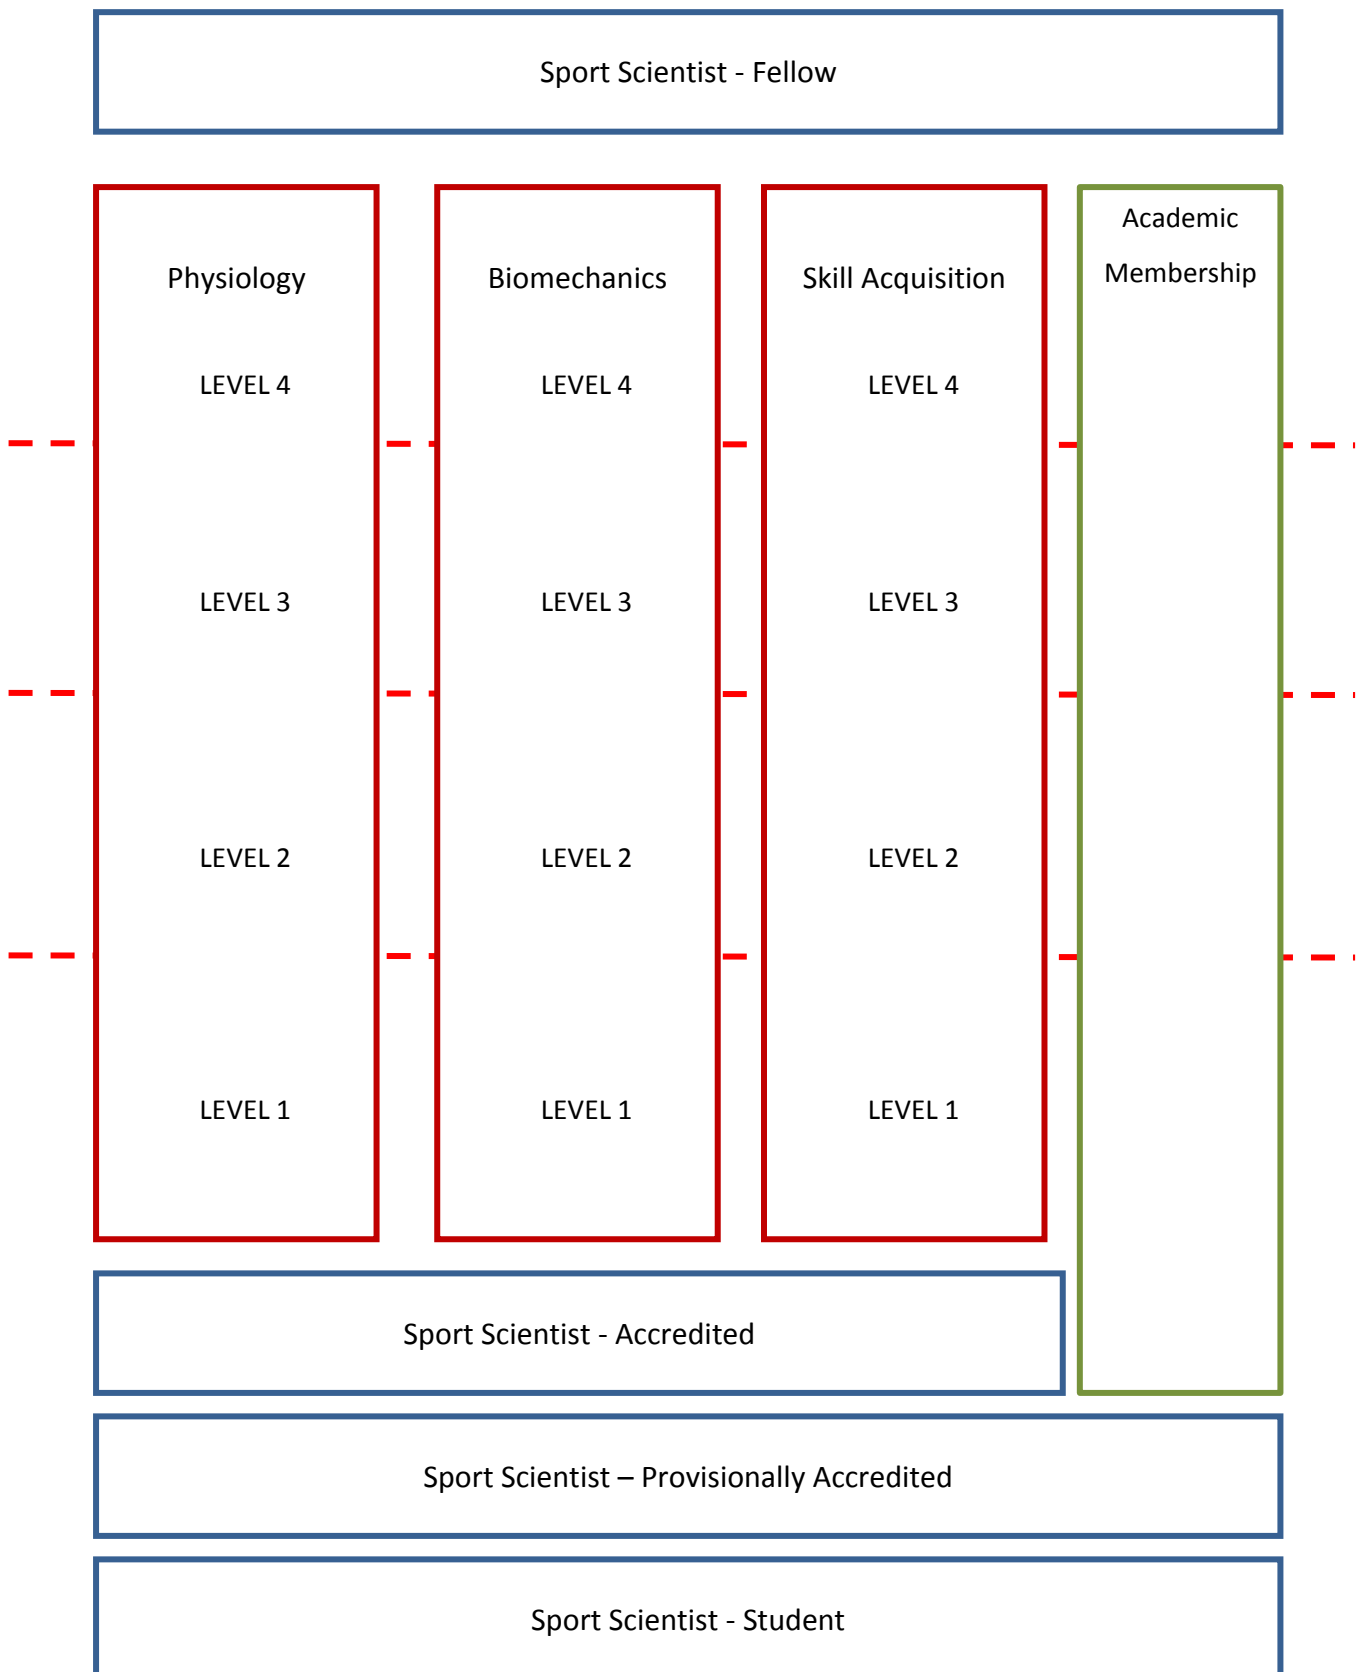 Sport Scientist - Fellow
Academic
Membership
Physiology
Biomechanics
Skill Acquisition
LEVEL 4
LEVEL 4
LEVEL 4
LEVEL 3
LEVEL 3
LEVEL 3
LEVEL 2
LEVEL 2
LEVEL 2
LEVEL 1
LEVEL 1
LEVEL 1
Sport Scientist - Accredited
Sport Scientist – Provisionally Accredited
Sport Scientist - Student